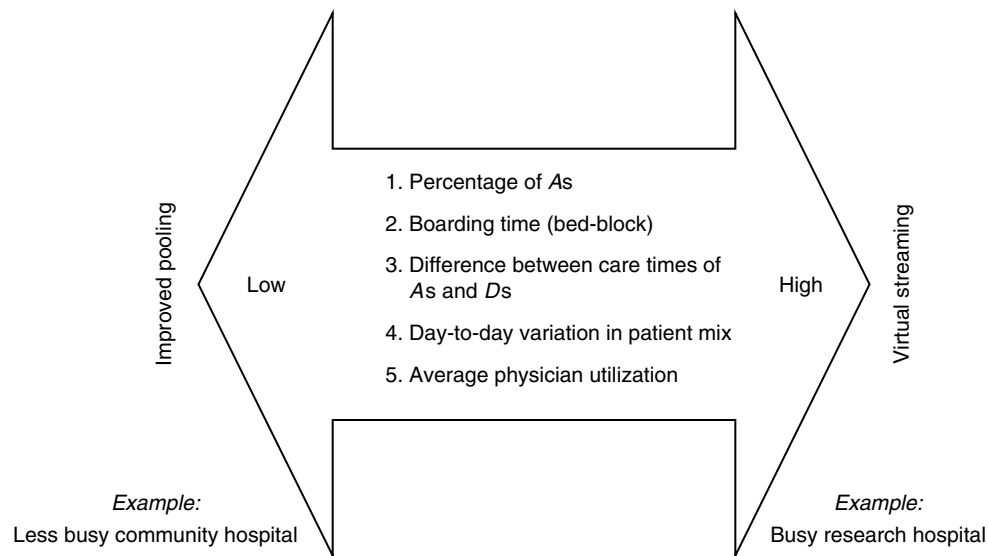 1. Percentage of As
2. Boarding time (bed-block)
3. Difference between care times of
As and Ds
4. Day-to-day variation in patient mix
5. Average physician utilization
Improved pooling
Low
High
Virtual streaming
Example:
Less busy community hospital
Example:
Busy research hospital